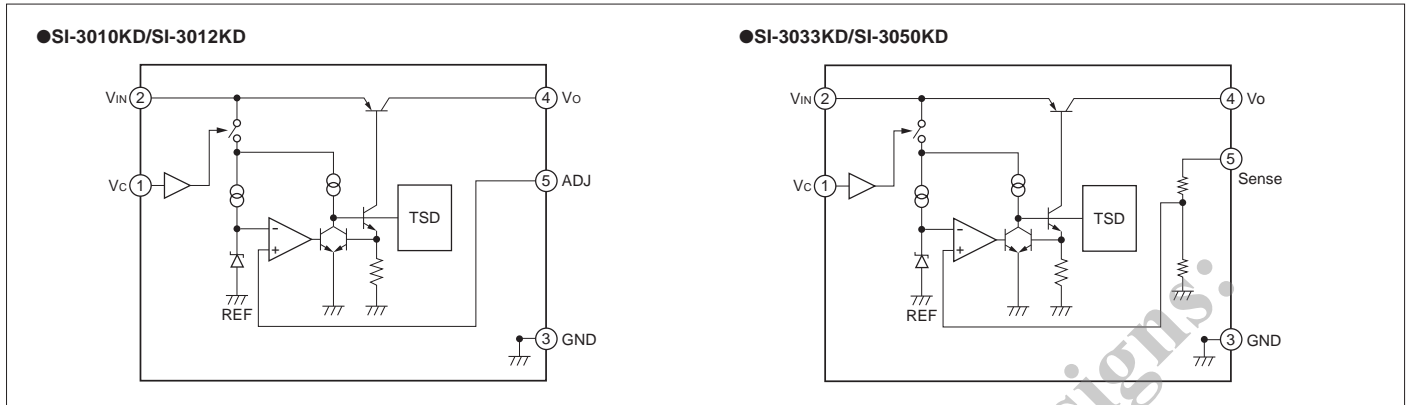 ●SI-3010KD/SI-3012KD
VIN 2
4 VO
VC 1
5 ADJ
TSD
−
+
REF
3 GND
●SI-3033KD/SI-3050KD
VIN 2
4 Vo
5
Sense
VC 1
TSD
−
+
REF
3 GND